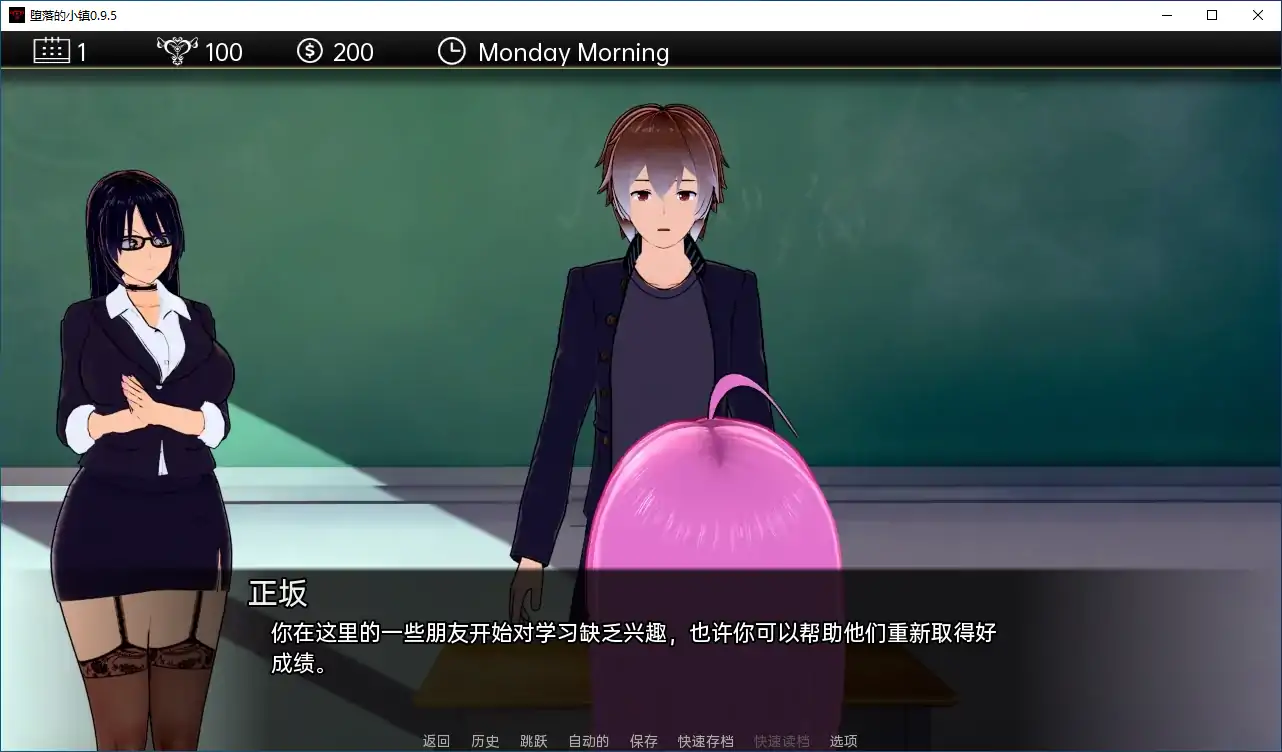 堕落的小镇0.9.5
1 100 200 Monday Morning
正坂
你在这里的一些朋友开始对学习缺乏兴趣，也许你可以帮助他们重新取得好
成绩。
返回 历史 跳跃 自动的 保存 快速存档 快速读档 选项